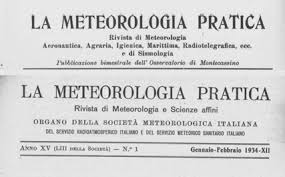 LA METEOROLOGIA PRATICA
Rivista di Meteorologia
Aeronautica, Agraria, Igienica, Marittima, Radiotelegrafica, ecc.
e di Sismologia
Pubblicazione bimestrale dell'Osservatorio di Montecassino
LA METEOROLOGIA PRATICA
Rivista di Meteorologia e Scienze affini
ORGANO DELLA SOCIETÀ METEOROLOGICA ITALIANA
DEL SERVIZIO RADIOATMOSFERICO ITALIANO E DEL SERVIZIO METEORICO SANITARIO ITALIANO
ANNO XV (LIII DELLA SOCIETÀ) – N.° 1
Gennaio-Febbraio 1934-XII